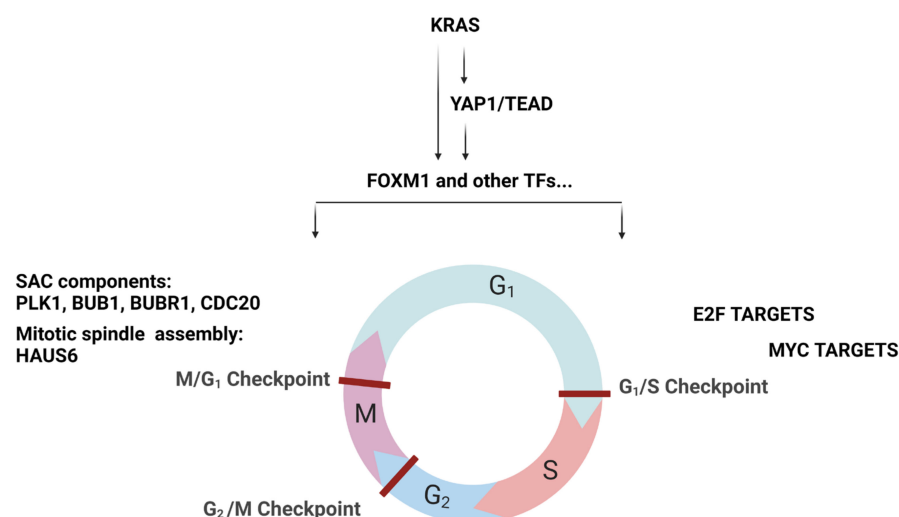 KRAS
YAP1/TEAD
FOXM1 and other TFs...
SAC components:
PLK1, BUB1, BUBR1, CDC20
Mitotic spindle assembly:
HAUS6
E2F TARGETS
MYC TARGETS
G₁
M/G₁ Checkpoint
G₁/S Checkpoint
M
S
G₂
G₂/M Checkpoint